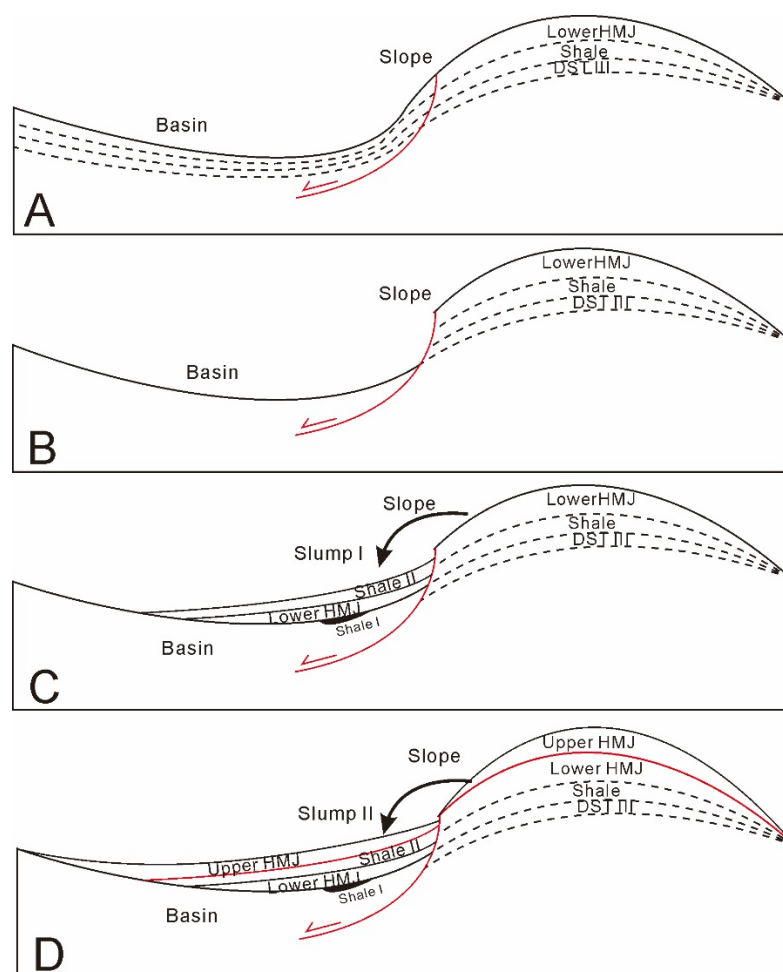 LowerHMJ
Shale
DST III
Slope
Basin
A
LowerHMJ
Shale
DST III
Slope
Basin
B
LowerHMJ
Shale
DST III
Slope
Slump I
Shale II
Lower HMJ
Shale I
Basin
C
Upper HMJ
Lower HMJ
Shale
DST III
Slope
Slump II
Upper HMJ
Shale II
Lower HMJ
Shale I
Basin
D